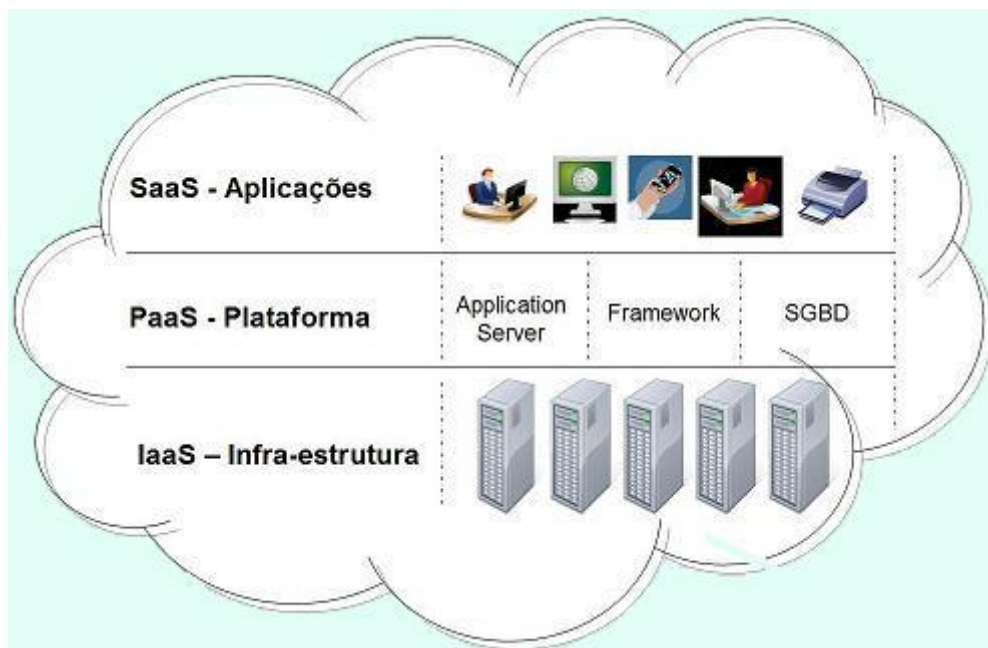 SaaS - Aplicações
PaaS - Plataforma
Application
Server
Framework
SGBD
IaaS – Infra-estrutura